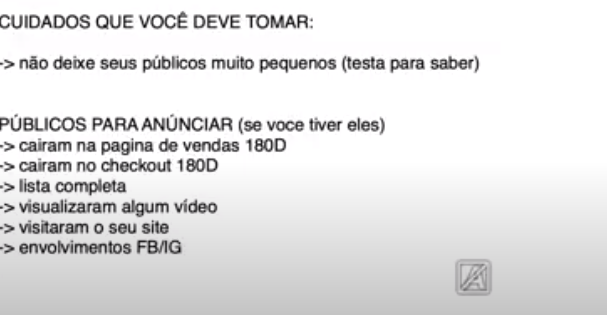 CUIDADOS QUE VOCÊ DEVE TOMAR:
-> não deixe seus públicos muito pequenos (testa para saber)
PÚBLICOS PARA ANÚNCIAR (se voce tiver eles)
-> cairam na pagina de vendas 180D
-> cairam no checkout 180D
-> lista completa
-> visualizaram algum vídeo
-> visitaram o seu site
-> envolvimentos FB/IG